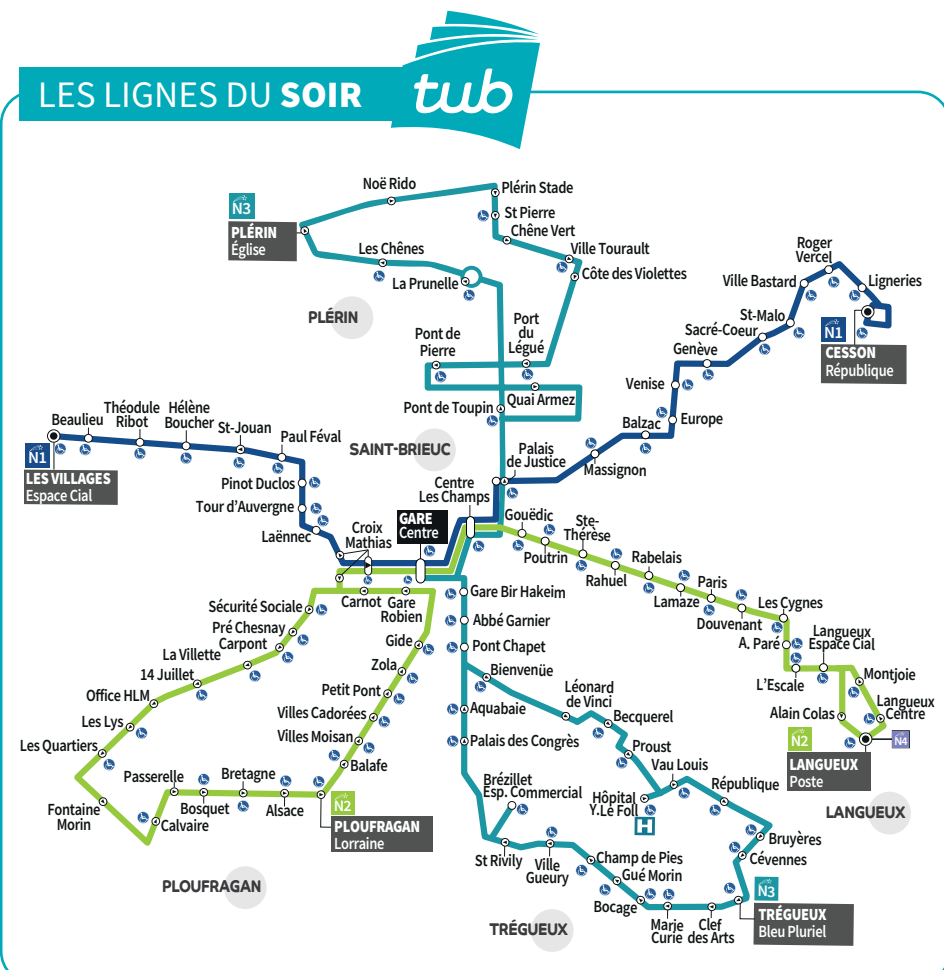 LES LIGNES DU SOIR
tub
Noë Rido
Plérin Stade
N3
PLÉRIN
Église
St Pierre
Chêne Vert
Les Chênes
Ville Tourault
La Prunelle
Côte des Violettes
PLÉRIN
Roger
Vercel
Ville Bastard
Ligneries
St-Malo
Sacré-Coeur
N1
CESSON
République
Pont de
Pierre
Port
du
Légué
Genève
Venise
Quai Armez
Pont de Toupin
Europe
Balzac
Massignon
SAINT-BRIEUC
Palais
de Justice
Beaulieu
Théodule
Ribot
Hélène
Boucher
St-Jouan
Paul Féval
N1
LES VILLAGES
Espace Cial
Pinot Duclos
Tour d'Auvergne
Laënnec
Croix
Mathias
GARE
Centre
Centre
Les Champs
Gouëdic
Poutrin
Ste-
Thérèse
Rahuel
Rabelais
Lamaze
Paris
Douvenant
Les Cygnes
A. Paré
Langueux
Espace Cial
L'Escale
Montjoie
Langueux
Centre
Alain Colas
N2
N4
LANGUEUX
Poste
LANGUEUX
Carnot
Gare
Robien
Sécurité Sociale
Pré Chesnay
Carpont
La Villette
14 Juillet
Office HLM
Les Lys
Les Quartiers
Fontaine
Morin
Calvaire
Passerelle
Bosquet
Bretagne
Alsace
N2
PLOUFRAGAN
Lorraine
Gide
Zola
Petit Pont
Villes Cadorées
Villes Moisan
Balafe
PLOUFRAGAN
Gare Bir Hakeim
Abbé Garnier
Pont Chapet
Bienvenüe
Aquabaie
Palais des Congrès
Léonard
de Vinci
Becquerel
Proust
Vau Louis
Hôpital
Y.Le Foll
H
République
Bruyères
Cévennes
Brézillet
Esp. Commercial
St Rivily
Ville
Gueury
Champ de Pies
Gué Morin
Bocage
Marie
Curie
Clef
des Arts
N3
TRÉGUEUX
Bleu Pluriel
TRÉGUEUX